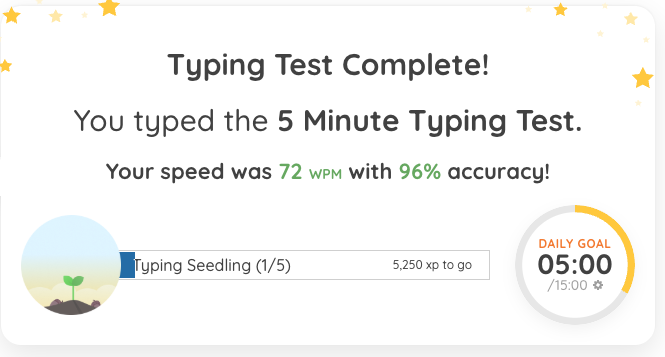 Typing Test Complete!
You typed the 5 Minute Typing Test.
Your speed was 72 WPM with 96% accuracy!
Typing Seedling (1/5)
5,250 xp to go
DAILY GOAL
05:00
/15:00